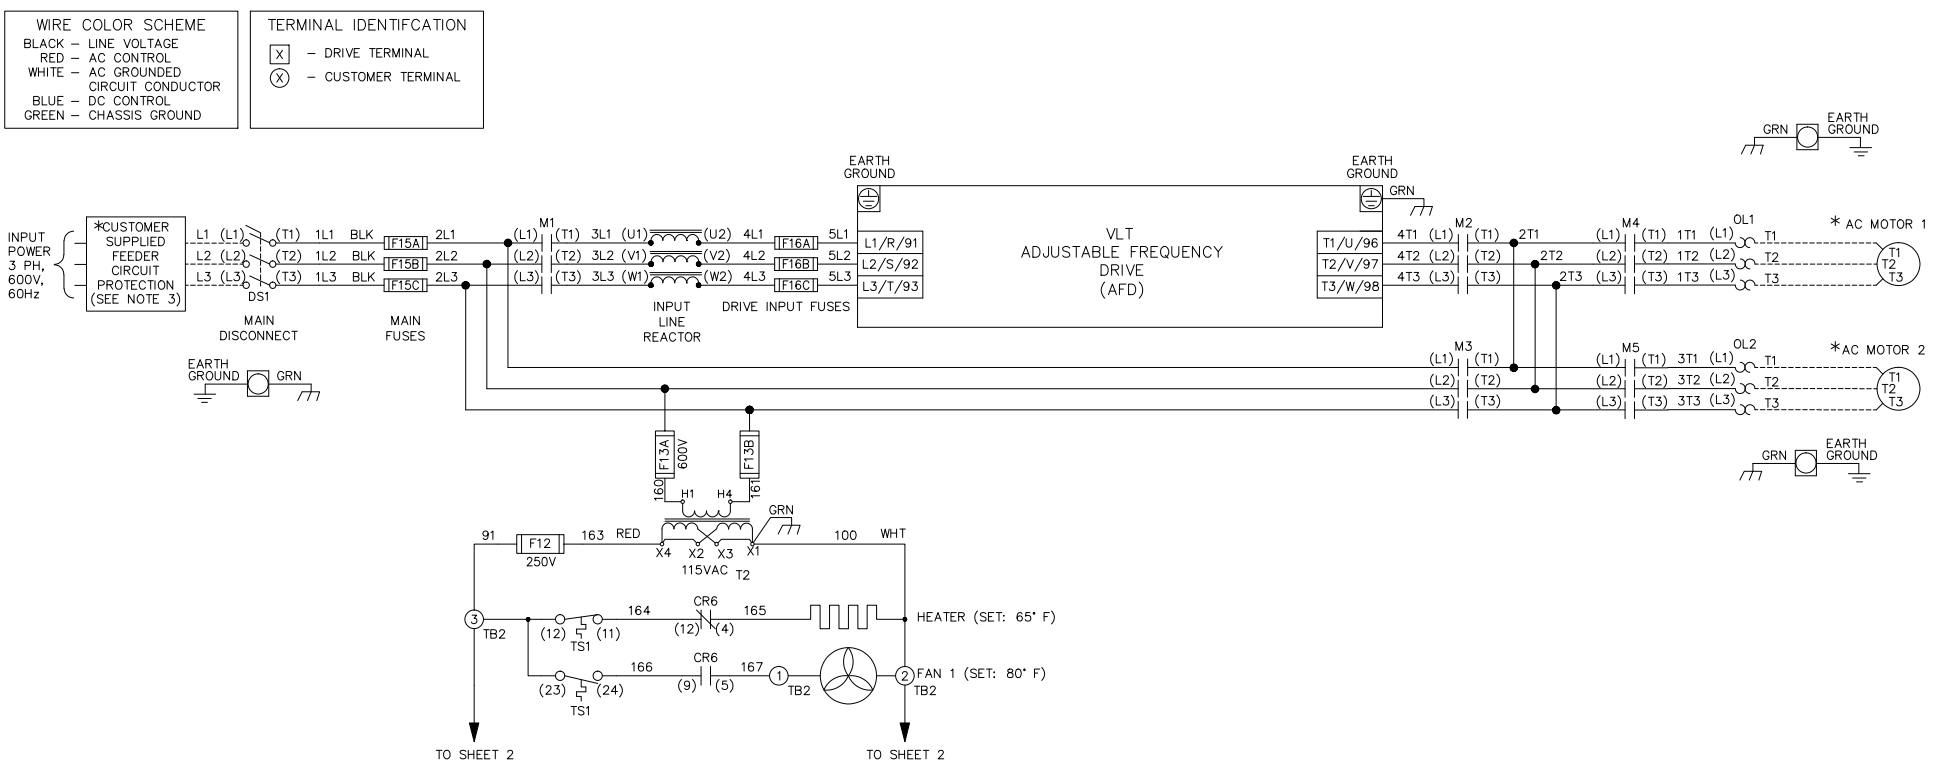 WIRE COLOR SCHEME
BLACK – LINE VOLTAGE
RED – AC CONTROL
WHITE – AC GROUNDED
CIRCUIT CONDUCTOR
BLUE – DC CONTROL
GREEN – CHASSIS GROUND
TERMINAL IDENTIFCATION
X – DRIVE TERMINAL
X – CUSTOMER TERMINAL
GRN
EARTH
GROUND
INPUT
POWER
3 PH,
600V,
60Hz
*CUSTOMER
SUPPLIED
FEEDER
CIRCUIT
PROTECTION
(SEE NOTE 3)
L1 (L1) (T1) 1L1 BLK F15A 2L1
L2 (L2) (T2) 1L2 BLK F15B 2L2
L3 (L3) (T3) 1L3 BLK F15C 2L3
DS1
MAIN
DISCONNECT
MAIN
FUSES
EARTH
GROUND
GRN
M1
(L1) (T1) 3L1 (U1) (U2) 4L1 F16A 5L1
(L2) (T2) 3L2 (V1) (V2) 4L2 F16B 5L2
(L3) (T3) 3L3 (W1) (W2) 4L3 F16C 5L3
INPUT
LINE
REACTOR
DRIVE INPUT FUSES
EARTH
GROUND
L1/R/91
L2/S/92
L3/T/93
VLT
ADJUSTABLE FREQUENCY
DRIVE
(AFD)
EARTH
GROUND
GRN
T1/U/96
T2/V/97
T3/W/98
M2
4T1 (L1) (T1) 2T1
4T2 (L2) (T2) 2T2
4T3 (L3) (T3) 2T3
M4
OL1
(L1) (T1) 1T1 (L1) T1
(L2) (T2) 1T2 (L2) T2
(L3) (T3) 1T3 (L3) T3
* AC MOTOR 1
T1
T2
T3
M3
(L1) (T1)
(L2) (T2)
(L3) (T3)
M5
OL2
(L1) (T1) 3T1 (L1) T1
(L2) (T2) 3T2 (L2) T2
(L3) (T3) 3T3 (L3) T3
*AC MOTOR 2
T1
T2
T3
GRN
EARTH
GROUND
F13A
600V
F13B
160
161
H1 H4
GRN
91 F12 163 RED
250V
X4 X2 X3 X1
115VAC T2
100 WHT
3
TB2
(12) (11)
TS1
164
CR6
(12) (4)
165
HEATER (SET: 65° F)
(23) (24)
TS1
166
CR6
(9) (5)
167
1
TB2
2
TB2
FAN 1 (SET: 80° F)
TO SHEET 2
TO SHEET 2